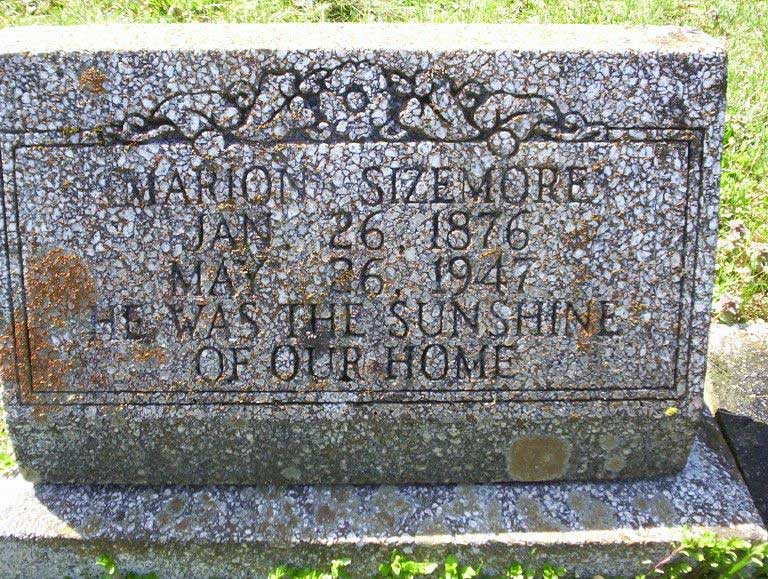 MARION SIZEMORE
JAN. 26, 1876
MAY 26, 1947
HE WAS THE SUNSHINE
OF OUR HOME